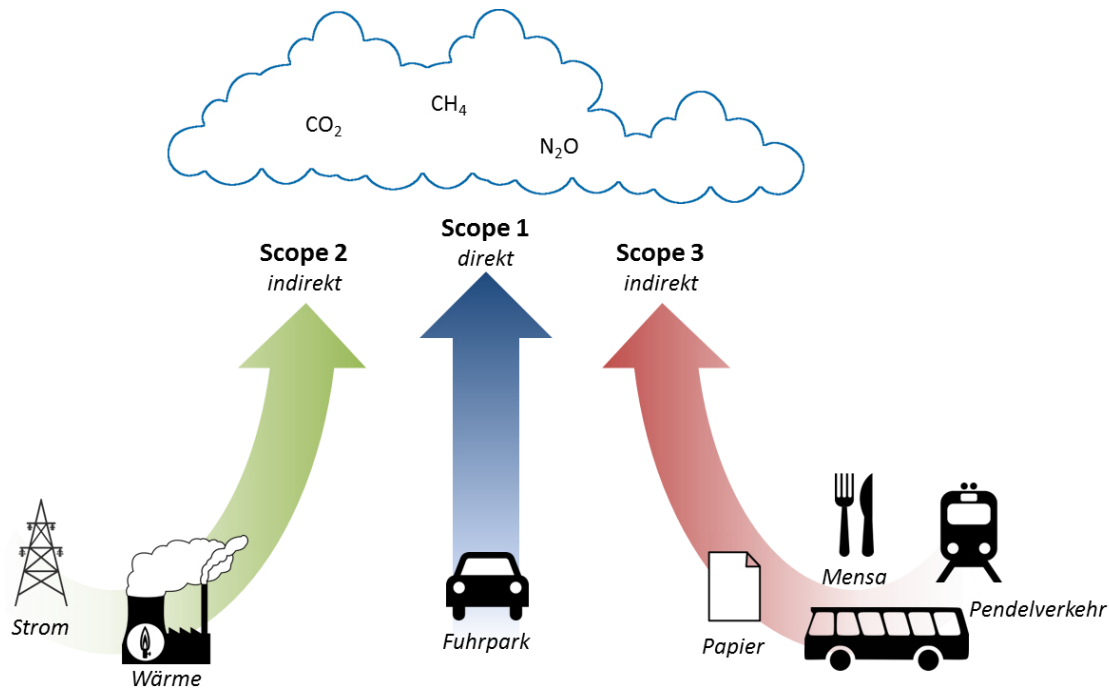 CH₄
CO₂
N₂O
Scope 1
direkt
Scope 2
indirekt
Scope 3
indirekt
Strom
Wärme
Fuhrpark
Papier
Mensa
Pendelverkehr